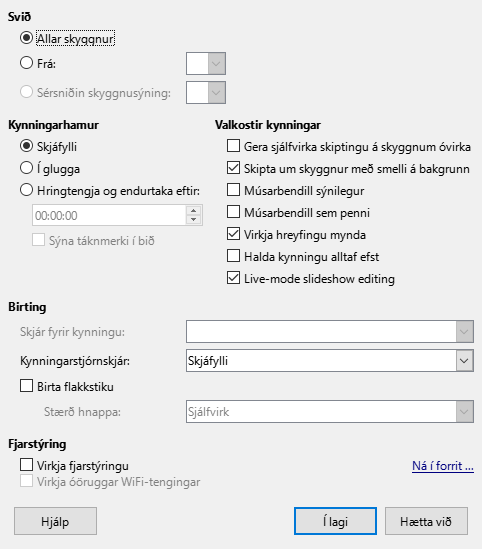 Svið
Allar skyggnur
Frá:
Sérsniðin skyggnusýning:
Kynningarhamur
Skjáfylli
Í glugga
Hringtengja og endurtaka eftir:
00:00:00
Sýna táknmerki í bið
Valkostir kynningar
Gera sjálfvirka skiptingu á skyggnum óvirka
Skipta um skyggnur með smelli á bakgrunn
Músarbendill sýnilegur
Músarbendill sem penni
Virkja hreyfingu mynda
Halda kynningu alltaf efst
Live-mode slideshow editing
Birting
Skjár fyrir kynningu:
Kynningarstjórnskjár: Skjáfylli
Birta flakkstiku
Stærð hnappa: Sjálfvirk
Fjarstýring
Virkja fjarstýringu Ná í forrit ...
Virkja óöruggar WiFi-tengingar
Hjálp Í lagi Hætta við